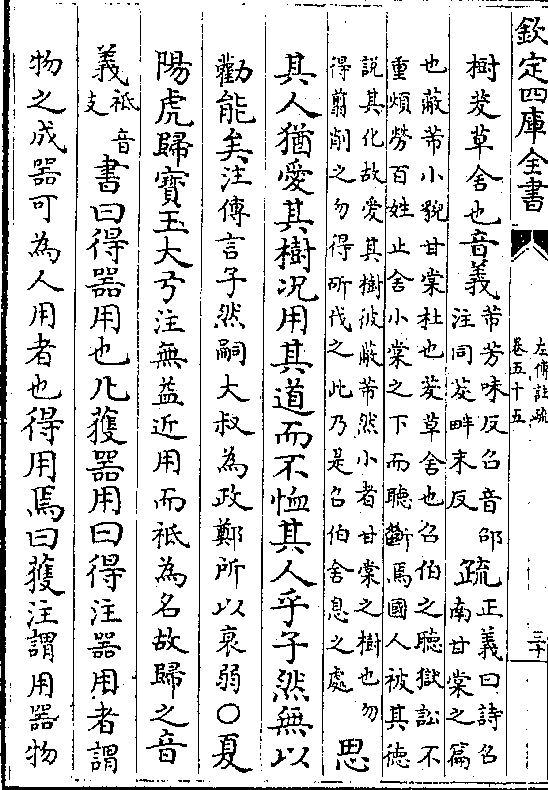 欽定四庫全書
左傳註疏
卷五十五
三十
樹茇草舍也音義芾芳味反召音邵
注同茇畔末反疏正義曰詩召
南甘棠之篇
也蔽芾小貌甘棠杜也茇草舍也召伯之聽獄訟不
重煩勞百姓止舍小棠之下而聽斷焉國人被其德
說其化故愛其樹彼蔽芾然小者甘棠之樹也勿
得翦削之勿得所伐之此乃是召伯舍息之處思
其人猶愛其樹況用其道而不恤其人乎子然無以
勸能矣注傳言子然嗣大叔為政鄭所以衰弱○夏
陽虎歸寶玉大弓注無益近用而祗為名故歸之音
義祗音
支書曰得器用也凡獲器用曰得注器用者謂
物之成器可為人用者也得用焉曰獲注謂用器物